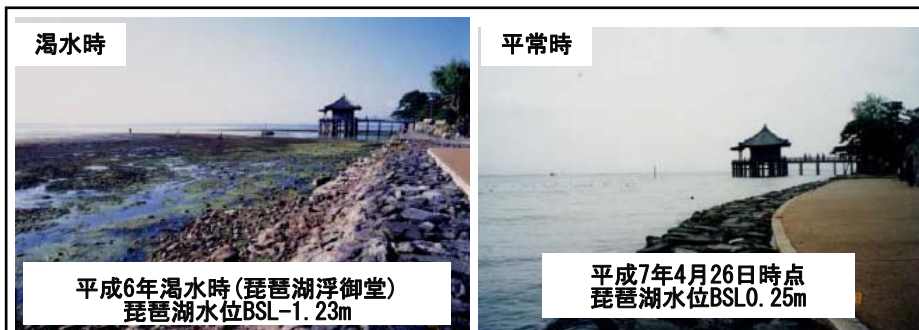 渇水時
平成6年渇水時(琵琶湖浮御堂)
琵琶湖水位BSL-1.23m
平常時
平成7年4月26日時点
琵琶湖水位BSL0.25m